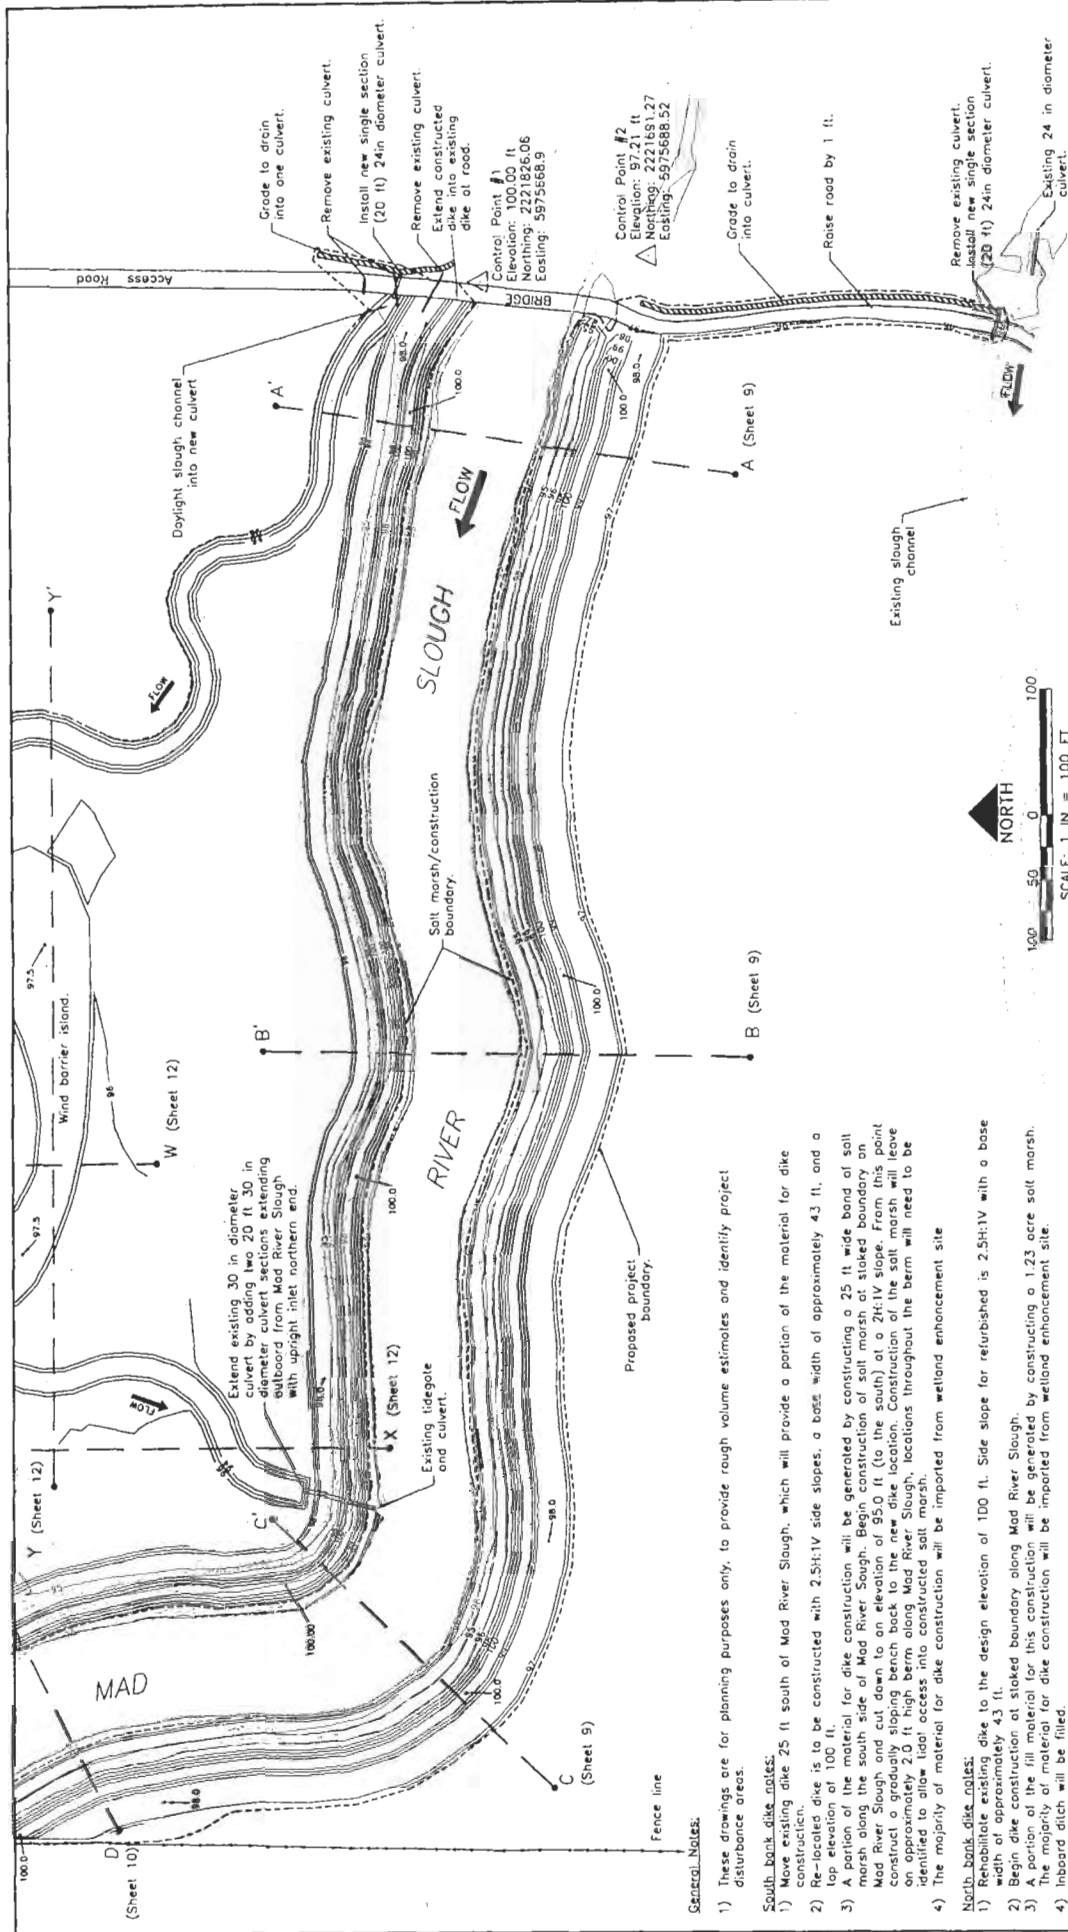 Access Road
Grade to drain
into one culvert.
Remove existing culvert.
Install new single section
(20 ft) 24in diameter culvert.
Remove existing culvert.
Extend constructed
dike into existing
dike at road.
Control Point #1
Elevation: 100.00 ft
Northing: 2221826.06
Easting: 5975668.9
BRIDGE
Control Point #2
Elevation: 97.21 ft
Northing: 2221691.27
Easting: 5975688.52
Grade to drain
into culvert.
Raise road by 1 ft.
Remove existing culvert.
Install new single section
(20 ft) 24in diameter culvert.
Existing 24 in diameter
culvert.
FLOW
Daylight slough channel
into new culvert
A'
98.0
100.0
100.0
98.0
A (Sheet 9)
FLOW
SLOUGH
Existing slough
channel
Y'
FLOW
Salt marsh/construction
boundary.
97.5
Wind barrier island.
96
W (Sheet 12)
97.5
B'
100.0
B (Sheet 9)
RIVER
100.0
Extend existing 30 in diameter
culvert by adding two 20 ft 30 in
diameter culvert sections extending
outboard from Mad River Slough
with upright inlet northern end.
Proposed project
boundary.
FLOW
X (Sheet 12)
Existing tidegate
and culvert.
Y (Sheet 12)
C'
98.0
100.00
100.0
C
(Sheet 9)
MAD
98.0
D
(Sheet 10)
100.0
Fence line
NORTH
100 50 0 100
SCALE: 1 IN = 100 FT
General Notes:
1) These drawings are for planning purposes only, to provide rough volume estimates and identify project
disturbance areas.
South bank dike notes:
1) Move existing dike 25 ft south of Mad River Slough, which will provide a portion of the material for dike
construction.
2) Re-located dike is to be constructed with 2.5H:1V side slopes, a base width of approximately 43 ft, and a
top elevation of 100 ft.
3) A portion of the material for dike construction will be generated by constructing a 25 ft wide band of salt
marsh along the south side of Mad River Sough. Begin construction of salt marsh at staked boundary on
Mad River Slough and cut down to an elevation of 95.0 ft (to the south) at a 2H:1V slope. From this point
construct a gradually sloping bench back to the new dike location. Construction of the salt marsh will leave
an approximately 2.0 ft high berm along Mad River Slough, locations throughout the berm will need to be
identified to allow tidal access into constructed salt marsh.
4) The majority of material for dike construction will be imported from wetland enhancement site
North bank dike notes:
1) Rehabilitate existing dike to the design elevation of 100 ft. Side slope for refurbished is 2.5H:1V with a base
width of approximately 43 ft.
2) Begin dike construction at staked boundary along Mad River Slough.
3) A portion of the fill material for this construction will be generated by constructing a 1.23 acre salt marsh.
The majority of material for dike construction will be imported from wetland enhancement site.
4) Inboard ditch will be filled.